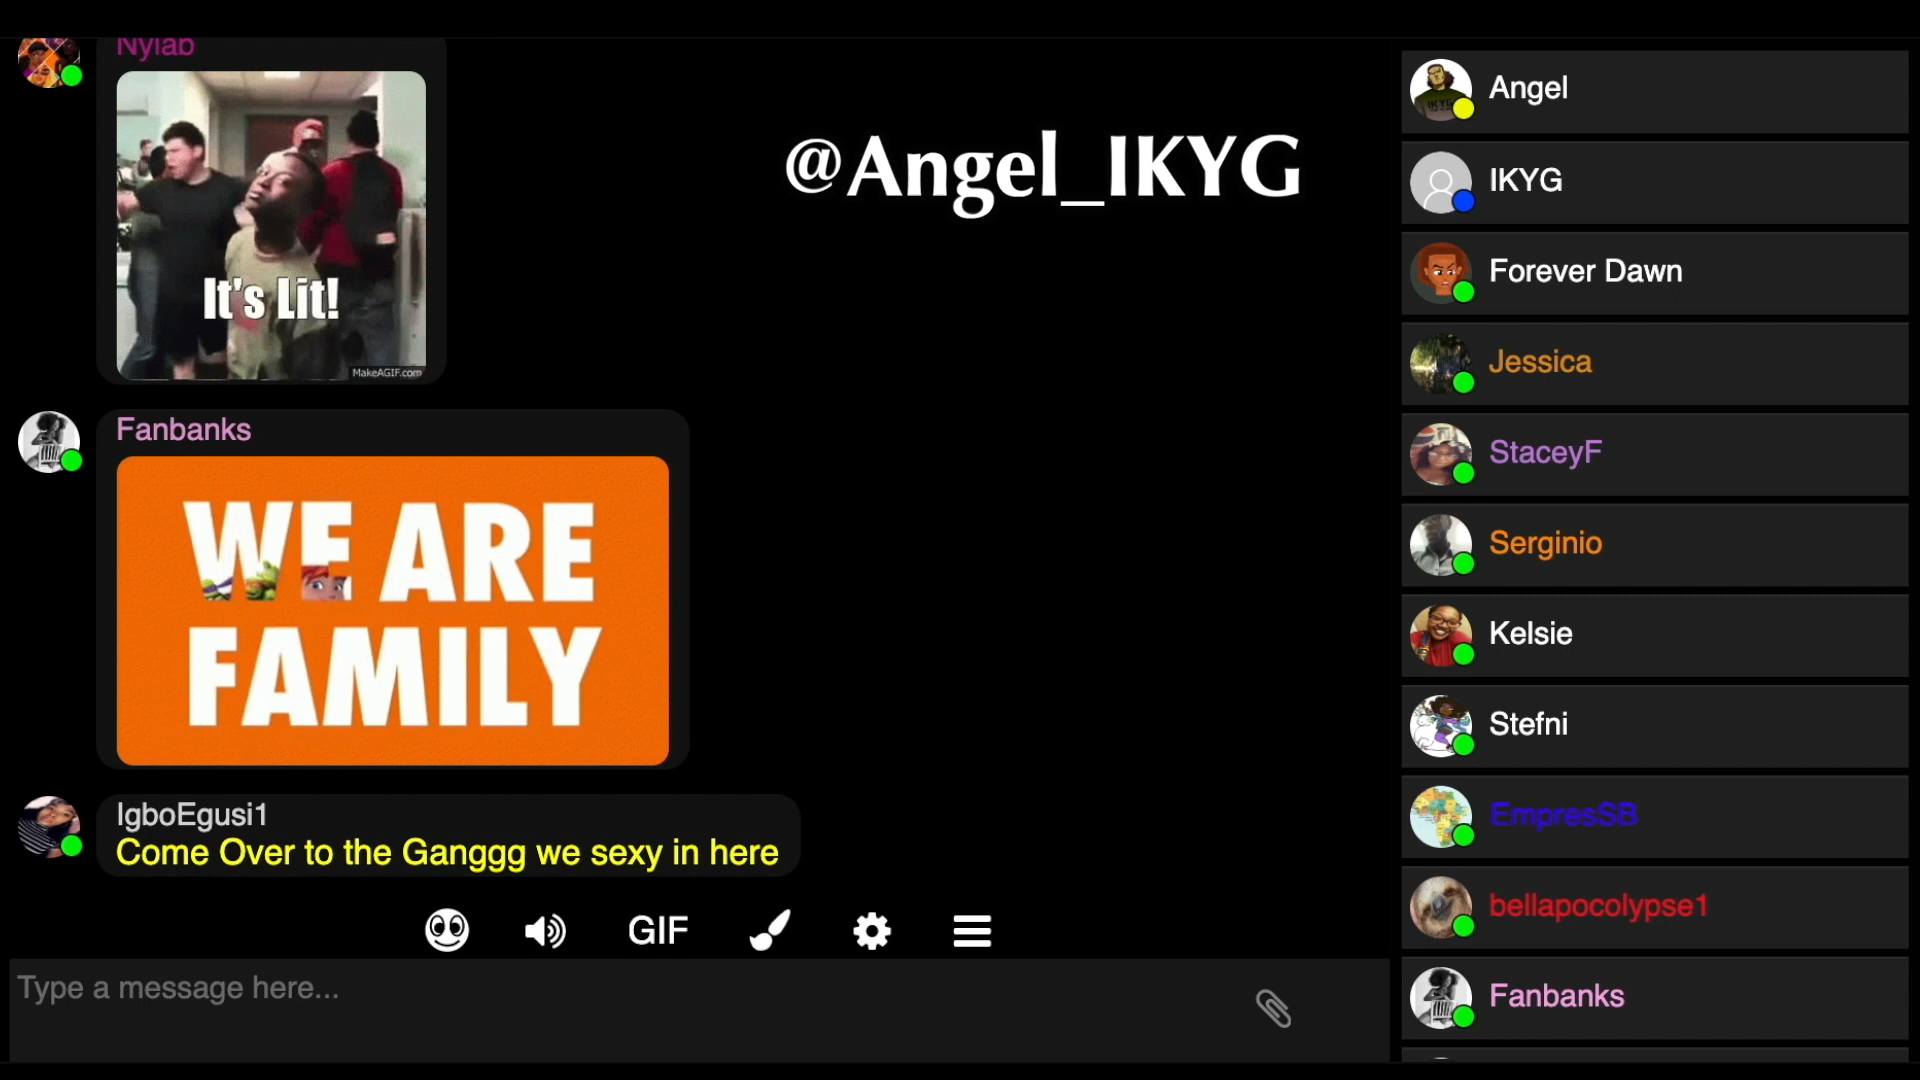 Nylab
It's Lit!
MakeAGIF.com
@Angel_IKYG
Fanbanks
WE ARE
FAMILY
IgboEgusi1
Come Over to the Ganggg we sexy in here
GIF
Type a message here...
Angel
IKYG
IKYG
Forever Dawn
Jessica
StaceyF
Serginio
Kelsie
Stefni
EmpresSB
bellapocolypse1
Fanbanks